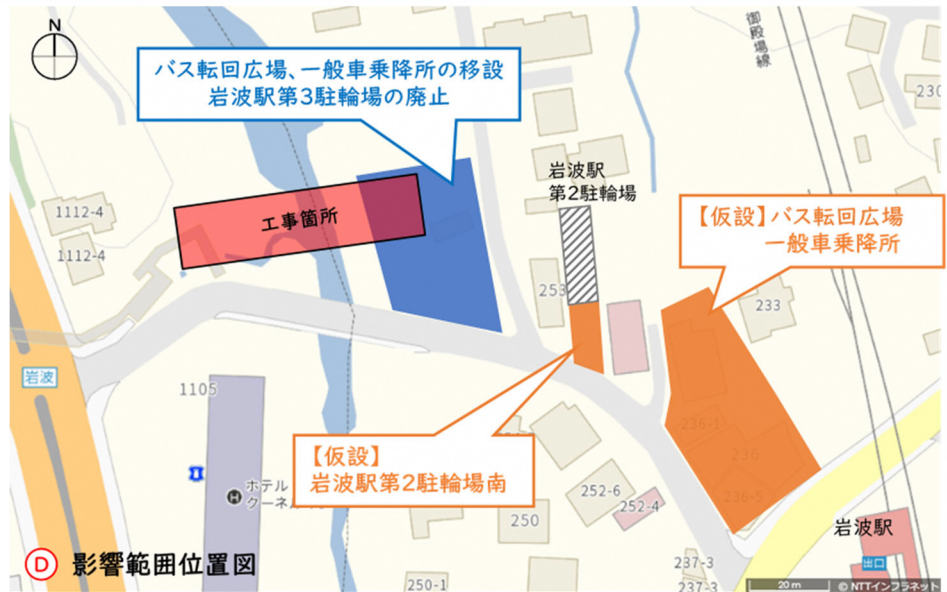 N
御殿場線
230
バス転回広場、一般車乗降所の移設
岩波駅第3駐輪場の廃止
岩波駅
第2駐輪場
1112-4
工事箇所
【仮設】バス転回広場
一般車乗降所
1112-4
253
233
岩波
1105
236-1
【仮設】
岩波駅第2駐輪場南
236
ホテル
クーネル
252-6
252-4
236-5
250
岩波駅
D 影響範囲位置図
237-3
出口
250-1
237-3
20m
© NTTインフラネット